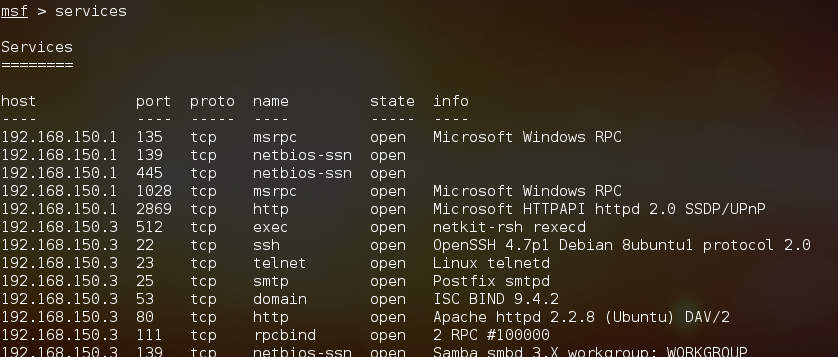 msf > services
Services
========
host port proto name state info
---- ---- ----- ---- ----- ----
192.168.150.1 135 tcp msrpc open Microsoft Windows RPC
192.168.150.1 139 tcp netbios-ssn open
192.168.150.1 445 tcp netbios-ssn open
192.168.150.1 1028 tcp msrpc open Microsoft Windows RPC
192.168.150.1 2869 tcp http open Microsoft HTTPAPI httpd 2.0 SSDP/UPnP
192.168.150.3 512 tcp exec open netkit-rsh rexecd
192.168.150.3 22 tcp ssh open OpenSSH 4.7p1 Debian 8ubuntu1 protocol 2.0
192.168.150.3 23 tcp telnet open Linux telnetd
192.168.150.3 25 tcp smtp open Postfix smtpd
192.168.150.3 53 tcp domain open ISC BIND 9.4.2
192.168.150.3 80 tcp http open Apache httpd 2.2.8 (Ubuntu) DAV/2
192.168.150.3 111 tcp rpcbind open 2 RPC #100000
192.168.150.3 139 tcp netbios-ssn open Samba smbd 3.X workgroup: WORKGROUP